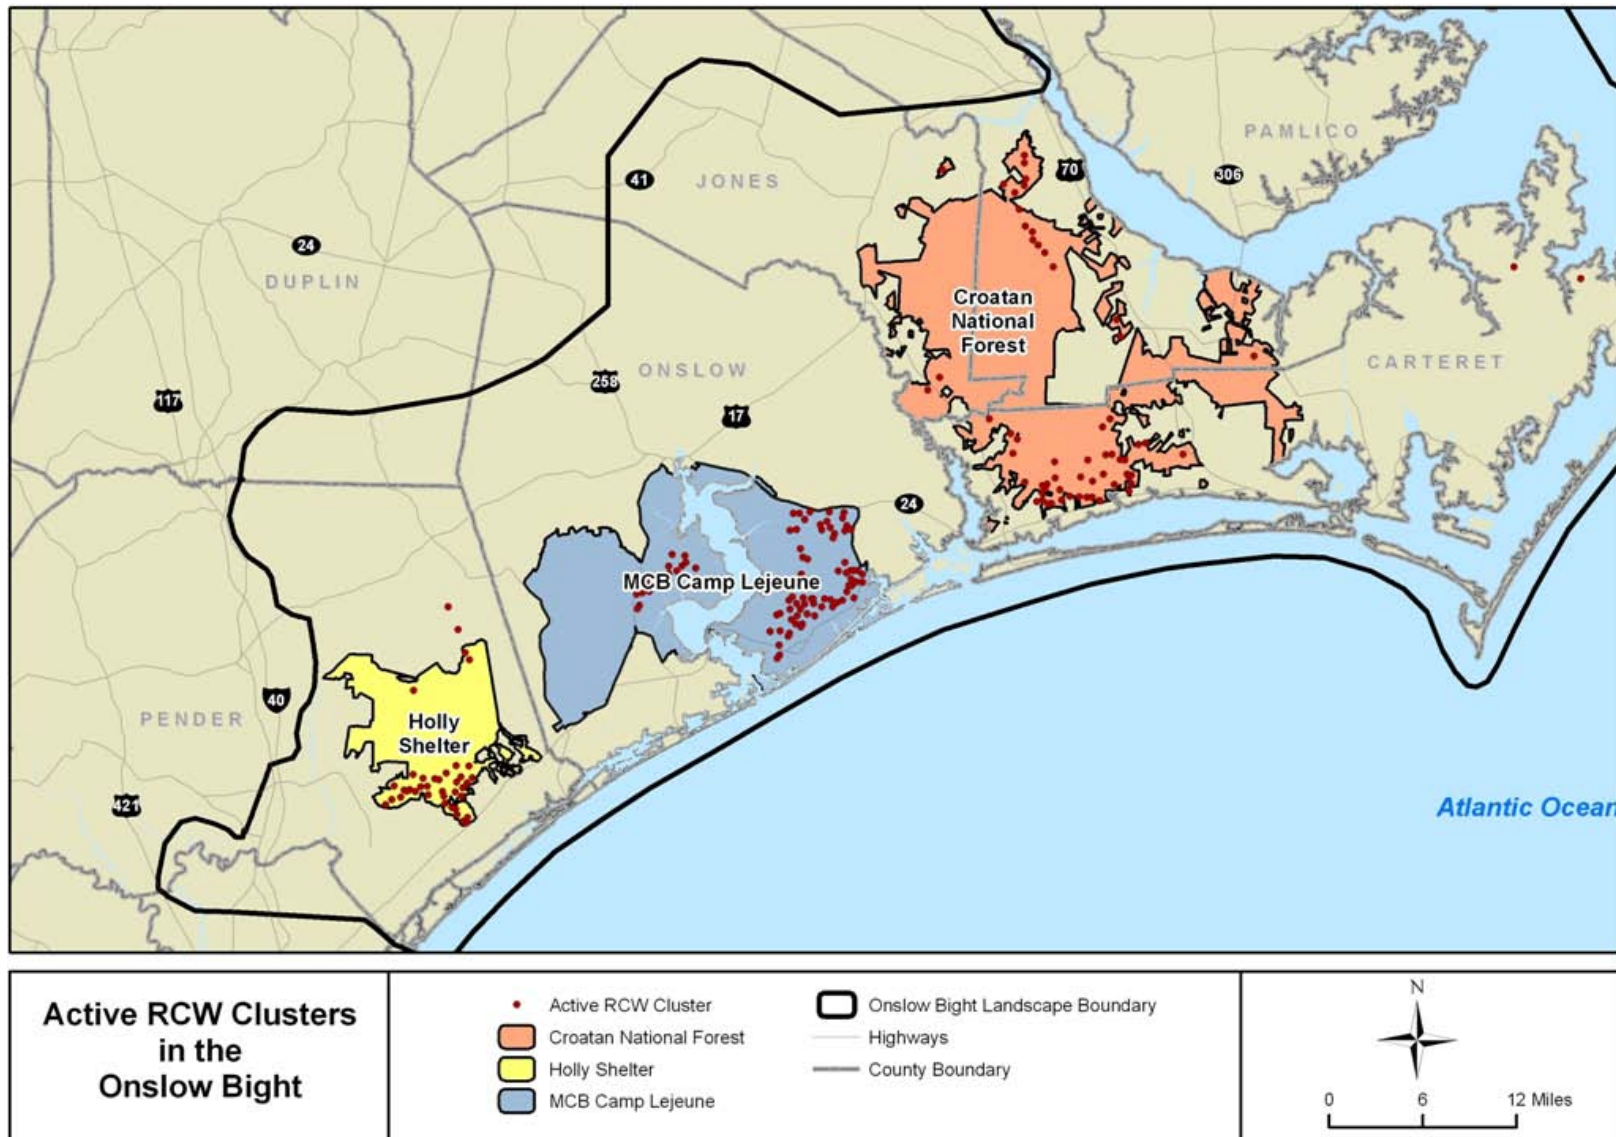 PAMLICO
306
70
JONES
41
24
DUPLIN
Croatan
National
Forest
CARTERET
258
ONSLOW
117
17
24
MCB Camp Lejeune
40
PENDER
Holly
Shelter
421
Atlantic Ocean
Active RCW Clusters
in the
Onslow Bight
Active RCW Cluster
Croatan National Forest
Holly Shelter
MCB Camp Lejeune
Onslow Bight Landscape Boundary
Highways
County Boundary
N
0 6 12 Miles